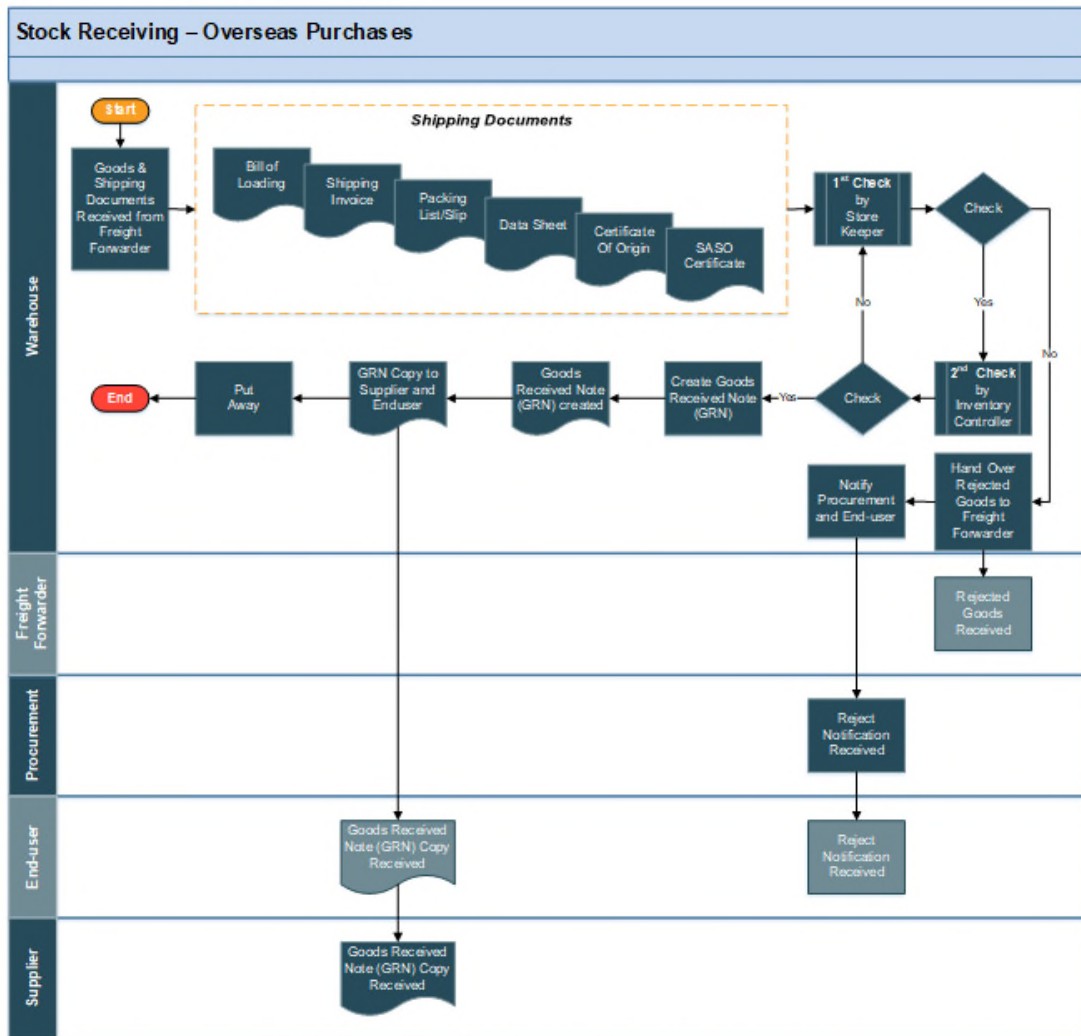 Stock Receiving – Overseas Purchases
Warehouse
Start
Goods &
Shipping
Documents
Received from
Freight
Forwarder
Shipping Documents
Bill of
Loading
Shipping
Invoice
Packing
List/Slip
Data Sheet
Certificate
Of Origin
SASO
Certificate
1st Check
by
Store
Keeper
Check
No
Yes
No
End
Put
Away
GRN Copy to
Supplier and
Enduser
Goods
Received Note
(GRN) created
Create Goods
Received Note
(GRN)
Yes
Check
2nd Check
by
Inventory
Controller
Notify
Procurement
and End-user
Hand Over
Rejected
Goods to
Freight
Forwarder
Freight
Forwarder
Rejected
Goods
Received
Procurement
Reject
Notification
Received
End-user
Goods Received
Note (GRN) Copy
Received
Reject
Notification
Received
Supplier
Goods Received
Note (GRN) Copy
Received